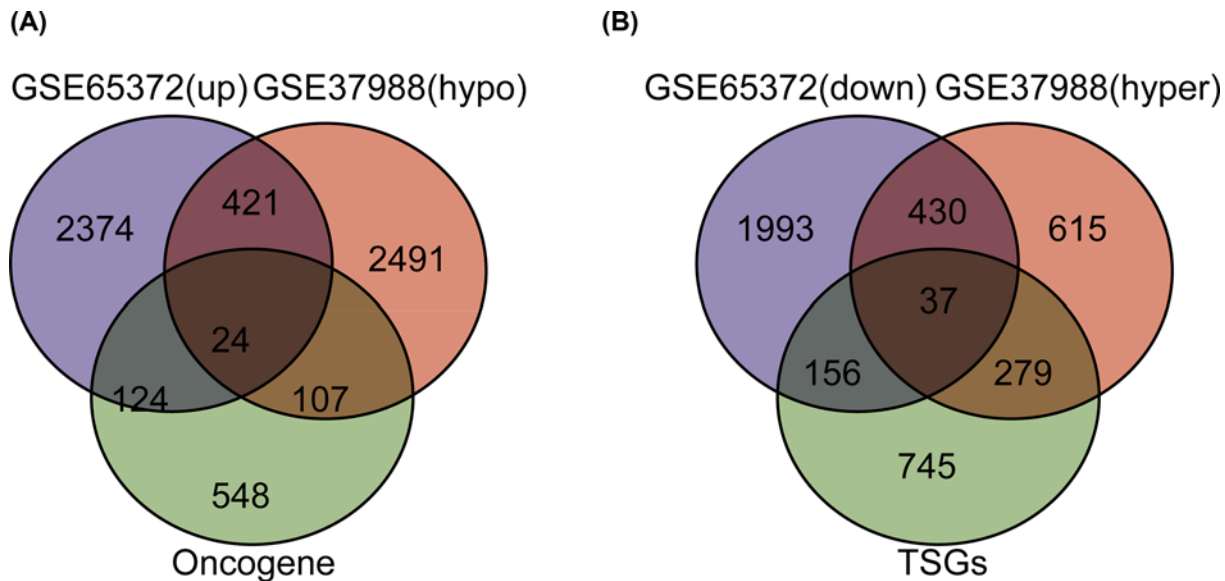 (A)
GSE65372(up) GSE37988(hypo)
2374
421
2491
24
124
107
548
Oncogene
(B)
GSE65372(down) GSE37988(hyper)
1993
430
615
37
156
279
745
TSGs